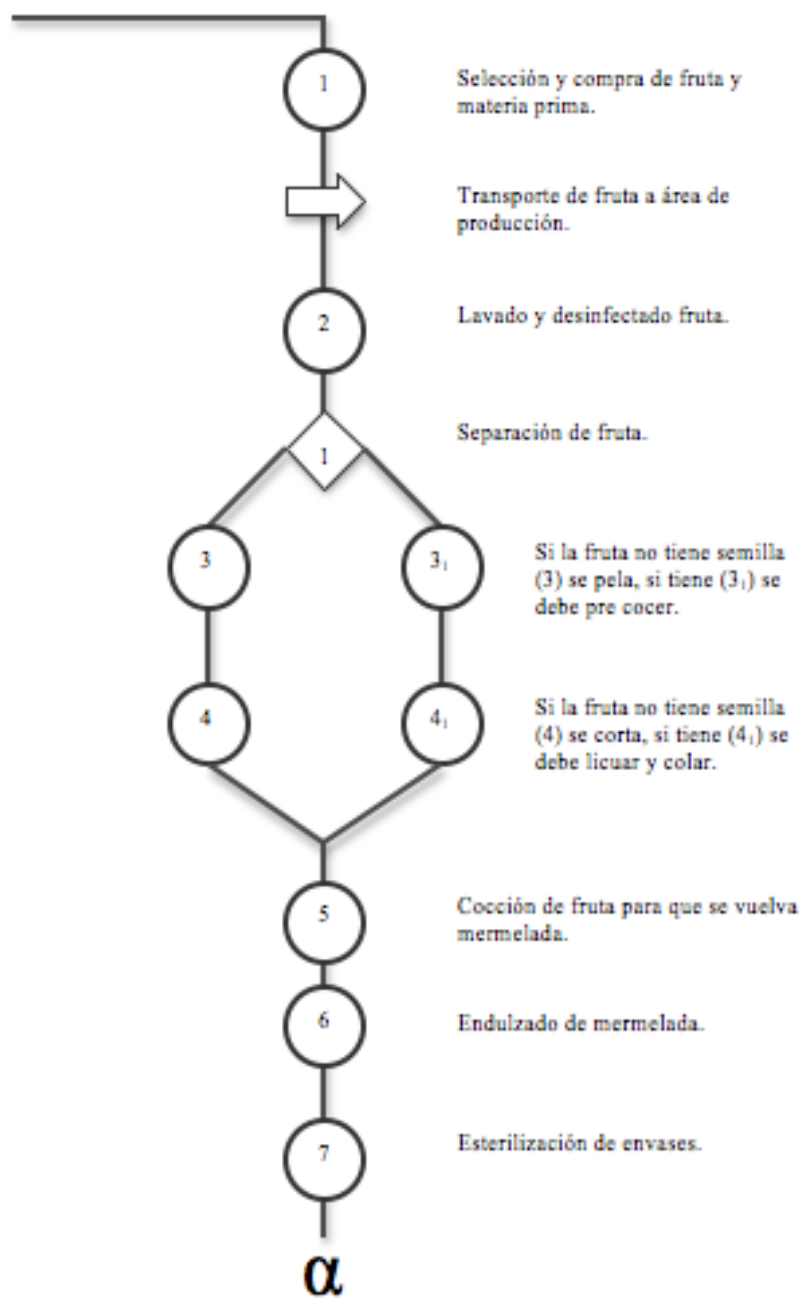 1
Selección y compra de fruta y
materia prima.
Transporte de fruta a área de
producción.
2
Lavado y desinfectado fruta.
1
Separación de fruta.
3
3₁
Si la fruta no tiene semilla
(3) se pela, si tiene (3₁) se
debe pre cocer.
4
4₁
Si la fruta no tiene semilla
(4) se corta, si tiene (4₁) se
debe licuar y colar.
5
Cocción de fruta para que se vuelva
mermelada.
6
Endulzado de mermelada.
7
Esterilización de envases.
α